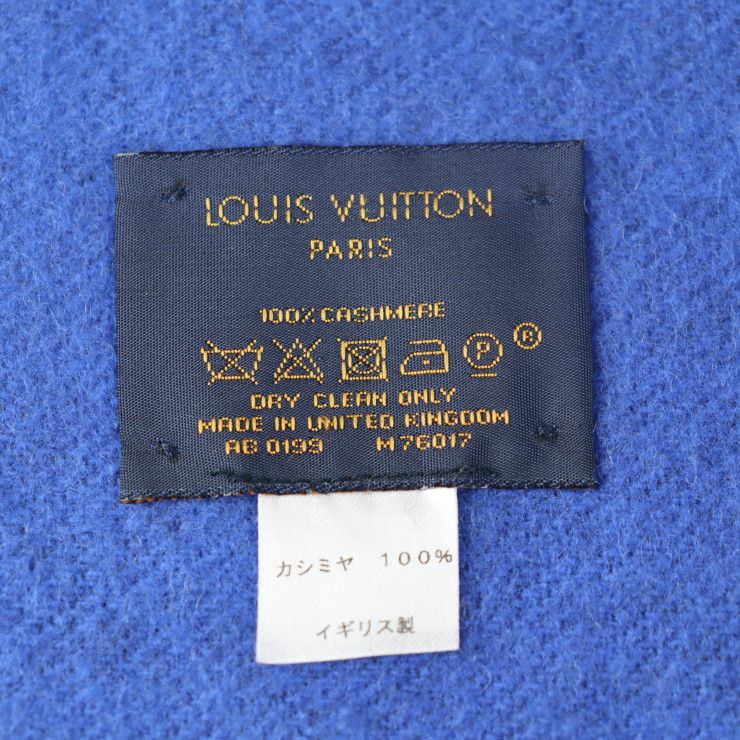 LOUIS VUITTON
PARIS
100% CASHMERE
P ®
DRY CLEAN ONLY
MADE IN UNITED KINGDOM
AB 0199 M 76017
カシミヤ 100%
イギリス製